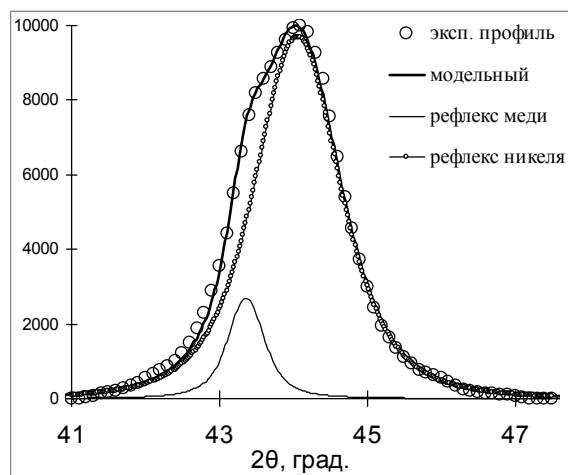 10000
8000
6000
4000
2000
0
эксп. профиль
модельный
рефлекс меди
рефлекс никеля
41 43 45 47
2θ, град.